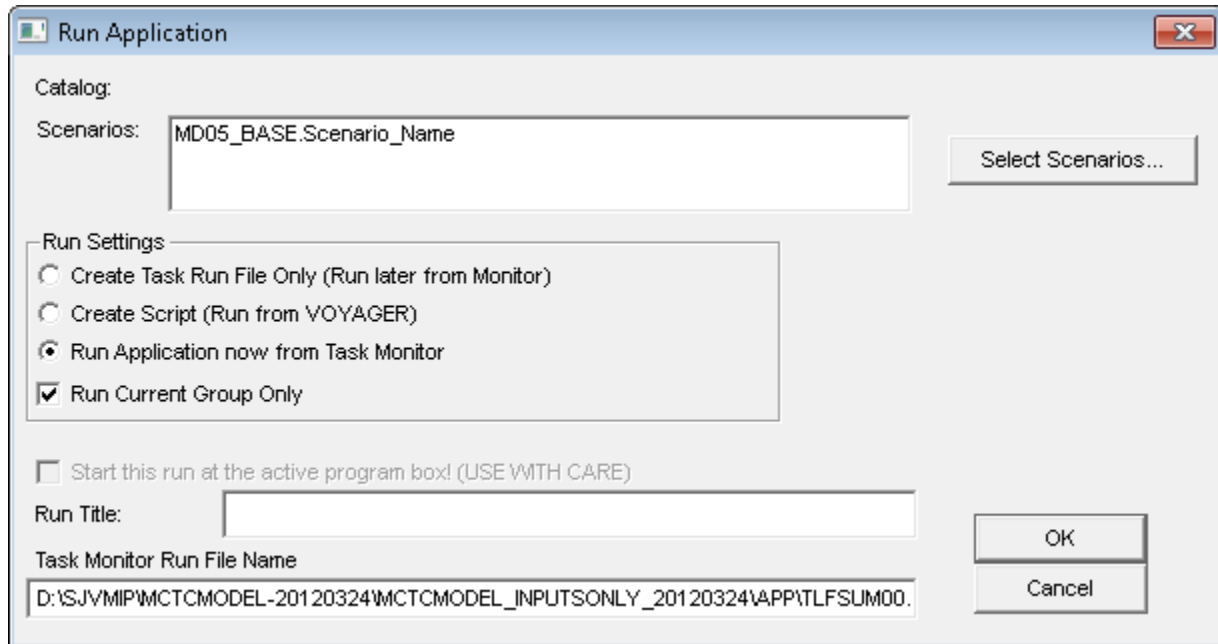 Run Application
Catalog:
Scenarios:
MD05_BASE.Scenario_Name
Select Scenarios...
Run Settings
Create Task Run File Only (Run later from Monitor)
Create Script (Run from VOYAGER)
Run Application now from Task Monitor
Run Current Group Only
Start this run at the active program box! (USE WITH CARE)
Run Title:
OK
Task Monitor Run File Name
Cancel
D:\SJVMIP\MCTCMODEL-20120324\MCTCMODEL_INPUTSONLY_20120324\APP\TLFSUM00.